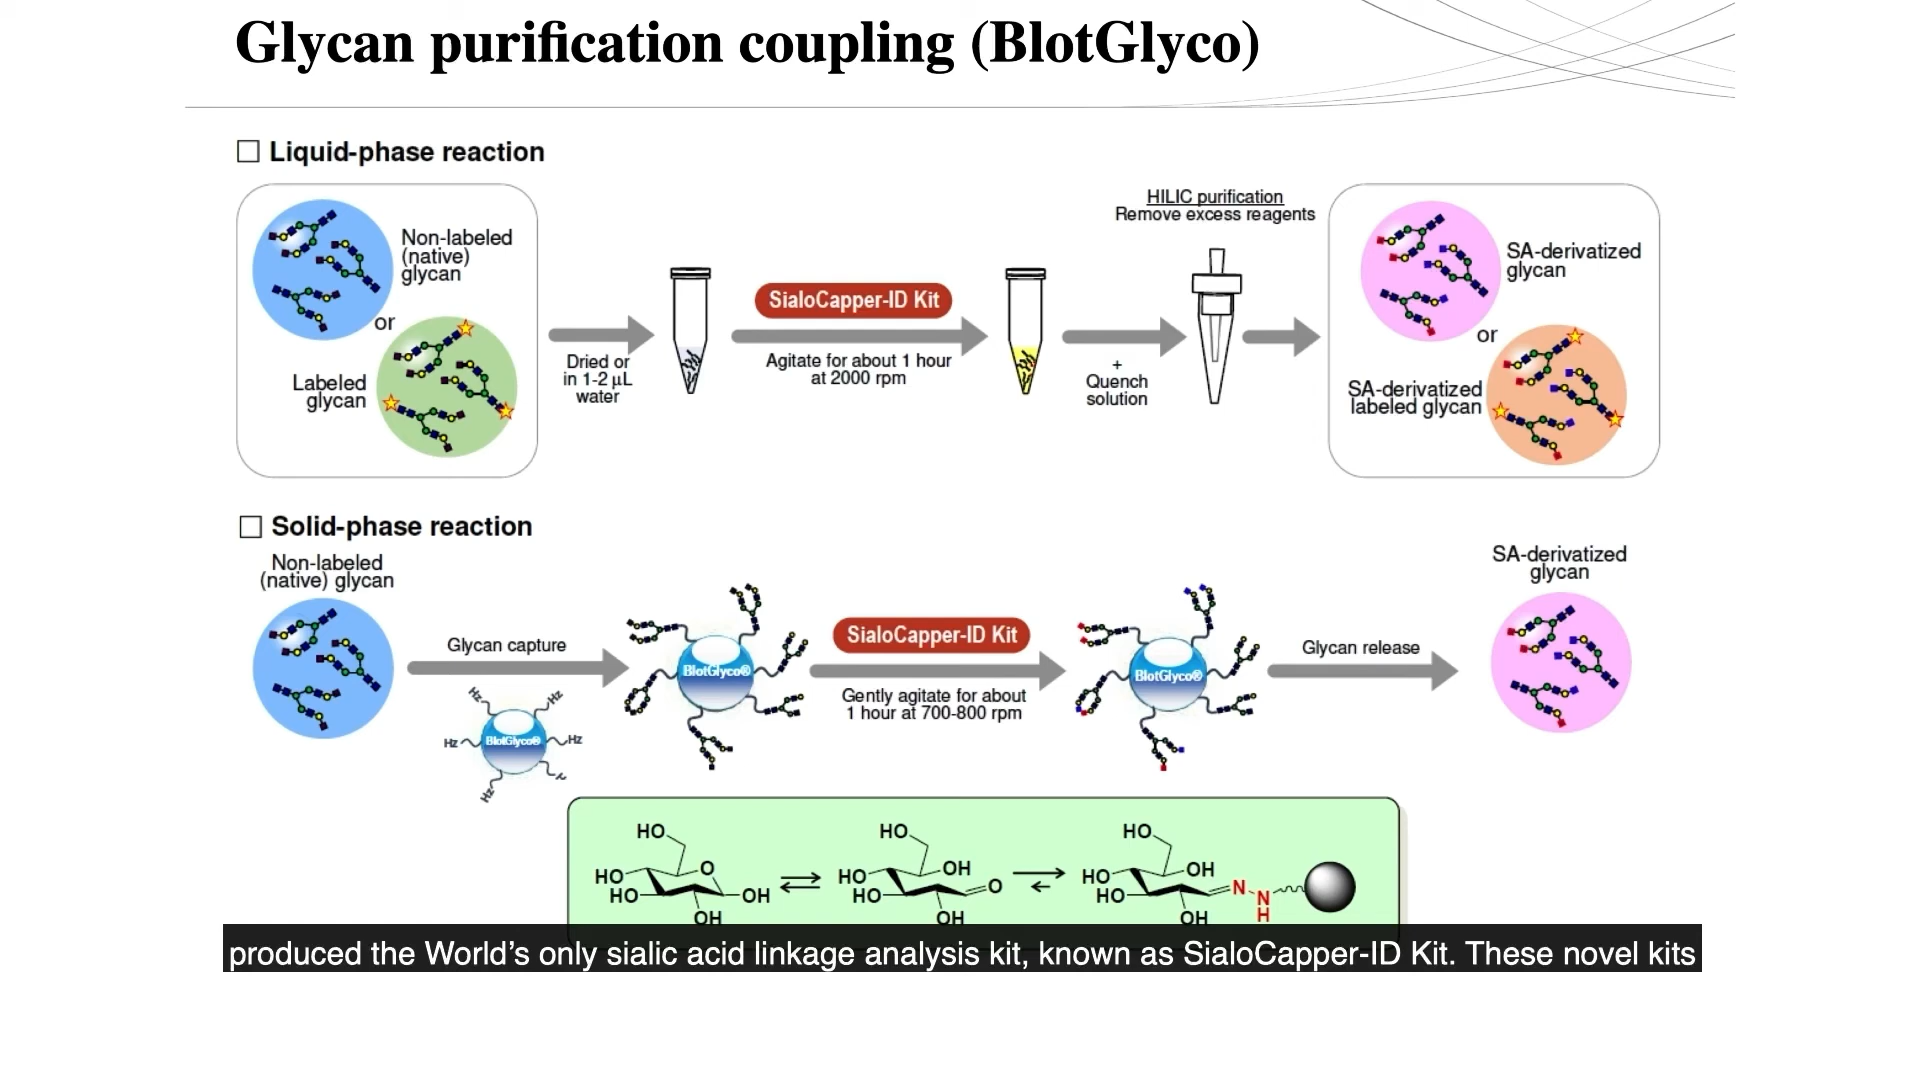 Glycan purification coupling (BlotGlyco)
Liquid-phase reaction
Non-labeled
(native)
glycan
or
Labeled
glycan
Dried or
in 1-2 µL
water
SialoCapper-ID Kit
Agitate for about 1 hour
at 2000 rpm
+
Quench
solution
HILIC purification
Remove excess reagents
SA-derivatized
glycan
or
SA-derivatized
labeled glycan
Solid-phase reaction
Non-labeled
(native) glycan
Glycan capture
Hz
Hz
Hz
BlotGlyco®
Hz
Hz
BlotGlyco®
SialoCapper-ID Kit
Gently agitate for about
1 hour at 700-800 rpm
BlotGlyco®
Glycan release
SA-derivatized
glycan
HO
HO
HO
O
OH
OH
HO
HO
HO
OH
O
OH
HO
HO
HO
OH
OH
N
N
H
produced the World’s only sialic acid linkage analysis kit, known as SialoCapper-ID Kit. These novel kits